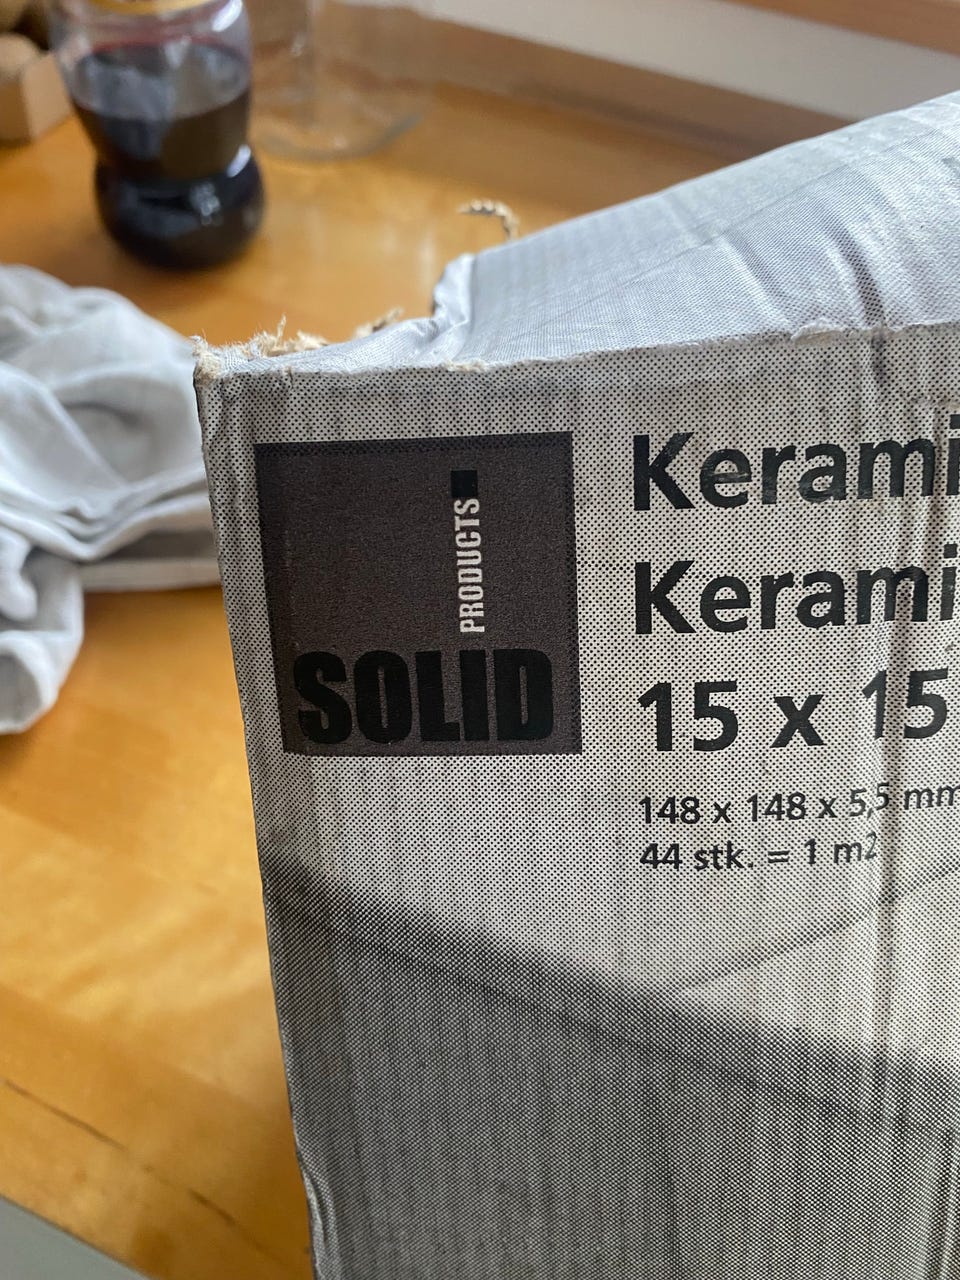 PRODUCTS
SOLID
Kerami
Kerami
15 x 15
148 x 148 x 5,5 mm
44 stk. = 1 m2